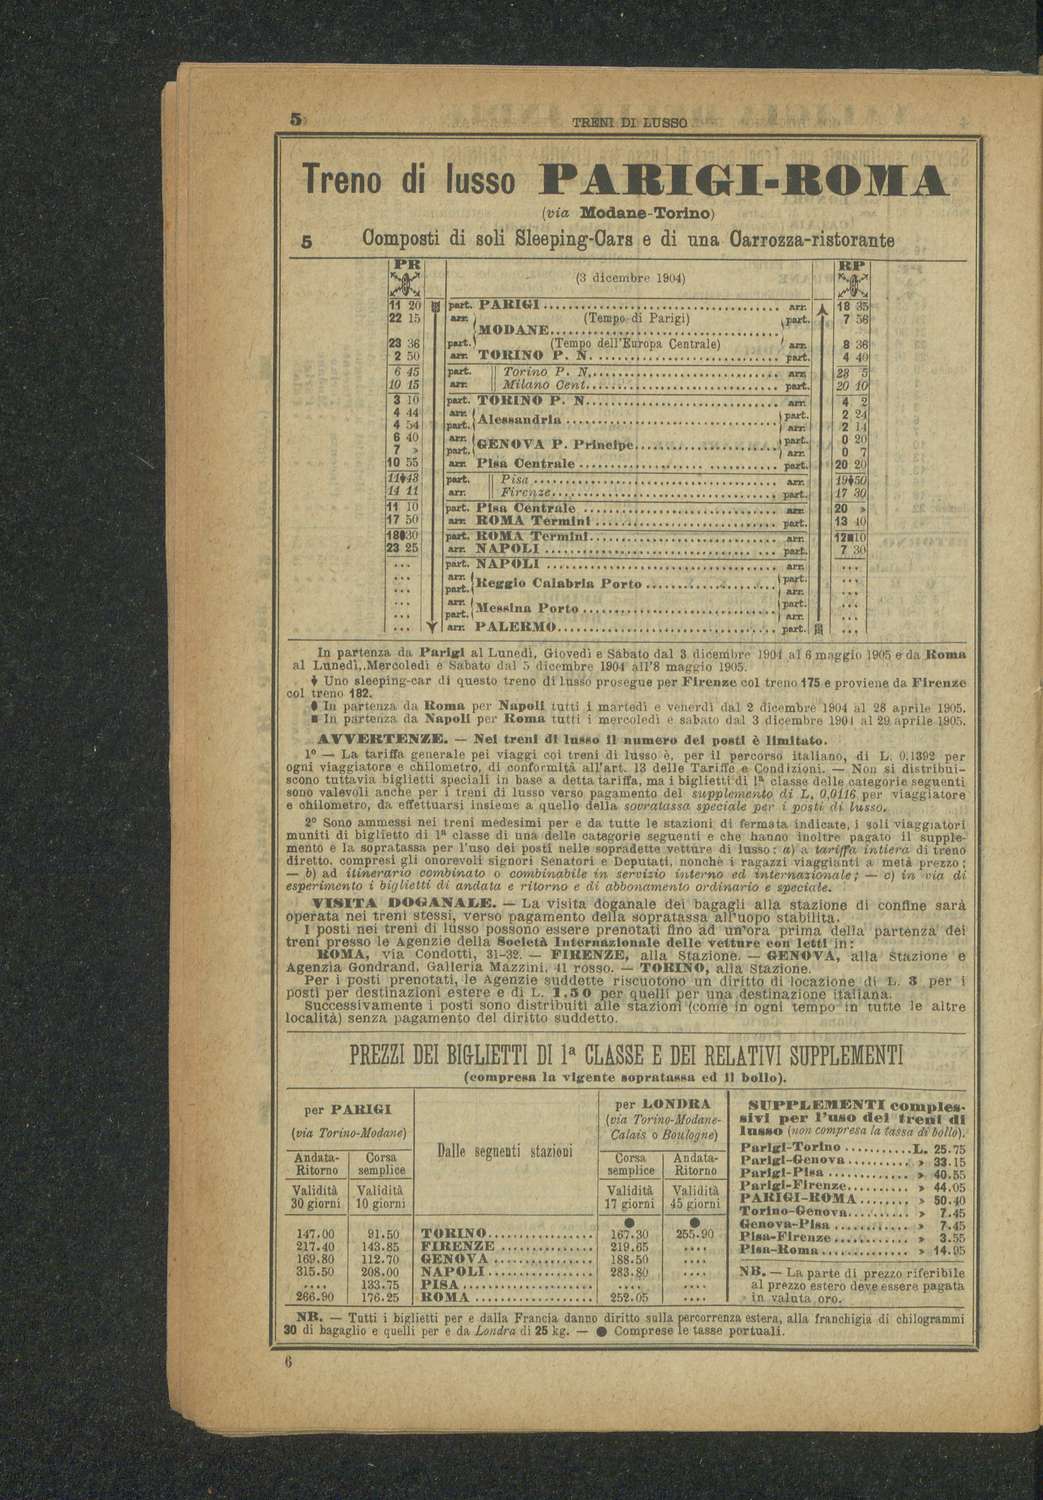 5
TRENI DI LUSSO
Treno di lusso PARIGI-ROMA
(via Modane-Torino)
5 Composti di soli Sleeping-Cars e di una Carrozza-ristorante
PR (3 dicembre 1904) RP
11 20 part. PARIGI arr. 18 35
22 15 arr. (Tempo di Parigi) part. 7 56
MODANE
23 36 part. (Tempo dell'Europa Centrale) arr. 8 36
2 50 arr. TORINO P. N. part. 4 40
6 45 part. Torino P. N. arr. 23 5
10 15 arr. Milano Cent. part. 20 10
3 10 part. TORINO P. N. arr. 4 2
4 44 arr. Alessandria part. 2 24
4 54 part. arr. 2 14
6 40 arr. GENOVA P. Principe part. 0 20
7 » part. arr. 0 7
10 55 arr. Pisa Centrale part. 20 20
11 43 part. Pisa arr. 19 50
14 11 arr. Firenze part. 17 30
11 10 part. Pisa Centrale arr. 20 »
17 50 arr. ROMA Termini part. 13 40
18 30 part. ROMA Termini arr. 12■10
23 25 arr. NAPOLI part. 7 30
... part. NAPOLI arr. ...
... arr. Reggio Calabria Porto part. ...
... part. arr. ...
... arr. Messina Porto part. ...
... part. arr. ...
... arr. PALERMO part. ...
In partenza da Parigi al Lunedì, Giovedì e Sabato dal 3 dicembre 1904 al 6 maggio 1905 e da Roma
al Lunedì, Mercoledì e Sabato dal 5 dicembre 1904 all'8 maggio 1905.
♦ Uno sleeping-car di questo treno di lusso prosegue per Firenze col treno 175 e proviene da Firenze
col treno 182.
● In partenza da Roma per Napoli tutti i martedì e venerdì dal 2 dicembre 1904 al 28 aprile 1905.
■ In partenza da Napoli per Roma tutti i mercoledì e sabato dal 3 dicembre 1904 al 29 aprile 1905.
AVVERTENZE. — Nei treni di lusso il numero dei posti è limitato.
1º — La tariffa generale pei viaggi coi treni di lusso è, per il percorso italiano, di L. 0.1392 per
ogni viaggiatore e chilometro, di conformità all'art. 13 delle Tariffe e Condizioni. — Non si distribui-
scono tuttavia biglietti speciali in base a detta tariffa, ma i biglietti di 1ª classe delle categorie seguenti
sono valevoli anche per i treni di lusso verso pagamento del supplemento di L. 0,0116 per viaggiatore
e chilometro, da effettuarsi insieme a quello della sovratassa speciale per i posti di lusso.
2º Sono ammessi nei treni medesimi per e da tutte le stazioni di fermata indicate, i soli viaggiatori
muniti di biglietto di 1ª classe di una delle categorie seguenti e che hanno inoltre pagato il supple-
mento e la sopratassa per l'uso dei posti nelle sopradette vetture di lusso: a) a tariffa intiera di treno
diretto, compresi gli onorevoli signori Senatori e Deputati, nonchè i ragazzi viaggianti a metà prezzo;
— b) ad itinerario combinato o combinabile in servizio interno ed internazionale; — c) in via di
esperimento i biglietti di andata e ritorno e di abbonamento ordinario e speciale.
VISITA DOGANALE. — La visita doganale dei bagagli alla stazione di confine sarà
operata nei treni stessi, verso pagamento della sopratassa all'uopo stabilita.
I posti nei treni di lusso possono essere prenotati fino ad un'ora prima della partenza dei
treni presso le Agenzie della Società Internazionale delle vetture con letti in:
ROMA, via Condotti, 31-32. — FIRENZE, alla Stazione. — GENOVA, alla Stazione e
Agenzia Gondrand, Galleria Mazzini, 41 rosso. — TORINO, alla Stazione.
Per i posti prenotati, le Agenzie suddette riscuotono un diritto di locazione di L. 3 per i
posti per destinazioni estere e di L. 1.50 per quelli per una destinazione italiana.
Successivamente i posti sono distribuiti alle stazioni (come in ogni tempo in tutte le altre
località) senza pagamento del diritto suddetto.
PREZZI DEI BIGLIETTI DI 1ª CLASSE E DEI RELATIVI SUPPLEMENTI
(compresa la vigente sopratassa ed il bollo).
per PARIGI
(via Torino-Modane)
Andata-Ritorno Corsa semplice
Validità 30 giorni Validità 10 giorni
Dalle seguenti stazioni
per LONDRA
(via Torino-Modane-
Calais o Boulogne)
Corsa semplice Andata-Ritorno
Validità 17 giorni Validità 45 giorni
● ●
147.00 91.50 TORINO 167.30 255.90
217.40 143.85 FIRENZE 219.65 ....
169.80 112.70 GENOVA 188.50 ....
315.50 208.00 NAPOLI 283.80 ....
.... 133.75 PISA .... ....
266.90 176.25 ROMA 252.05 ....
SUPPLEMENTI comples-
sivi per l'uso dei treni di
lusso (non compresa la tassa di bollo).
Parigi-Torino L. 25.75
Parigi-Genova » 33.15
Parigi-Pisa » 40.55
Parigi-Firenze » 44.05
PARIGI-ROMA » 50.40
Torino-Genova » 7.45
Genova-Pisa » 7.45
Pisa-Firenze » 3.55
Pisa-Roma » 14.95
NB. — La parte di prezzo riferibile
al prezzo estero deve essere pagata
in valuta oro.
NB. — Tutti i biglietti per e dalla Francia danno diritto sulla percorrenza estera, alla franchigia di chilogrammi
30 di bagaglio e quelli per e da Londra di 25 kg. — ● Comprese le tasse portuali.
6